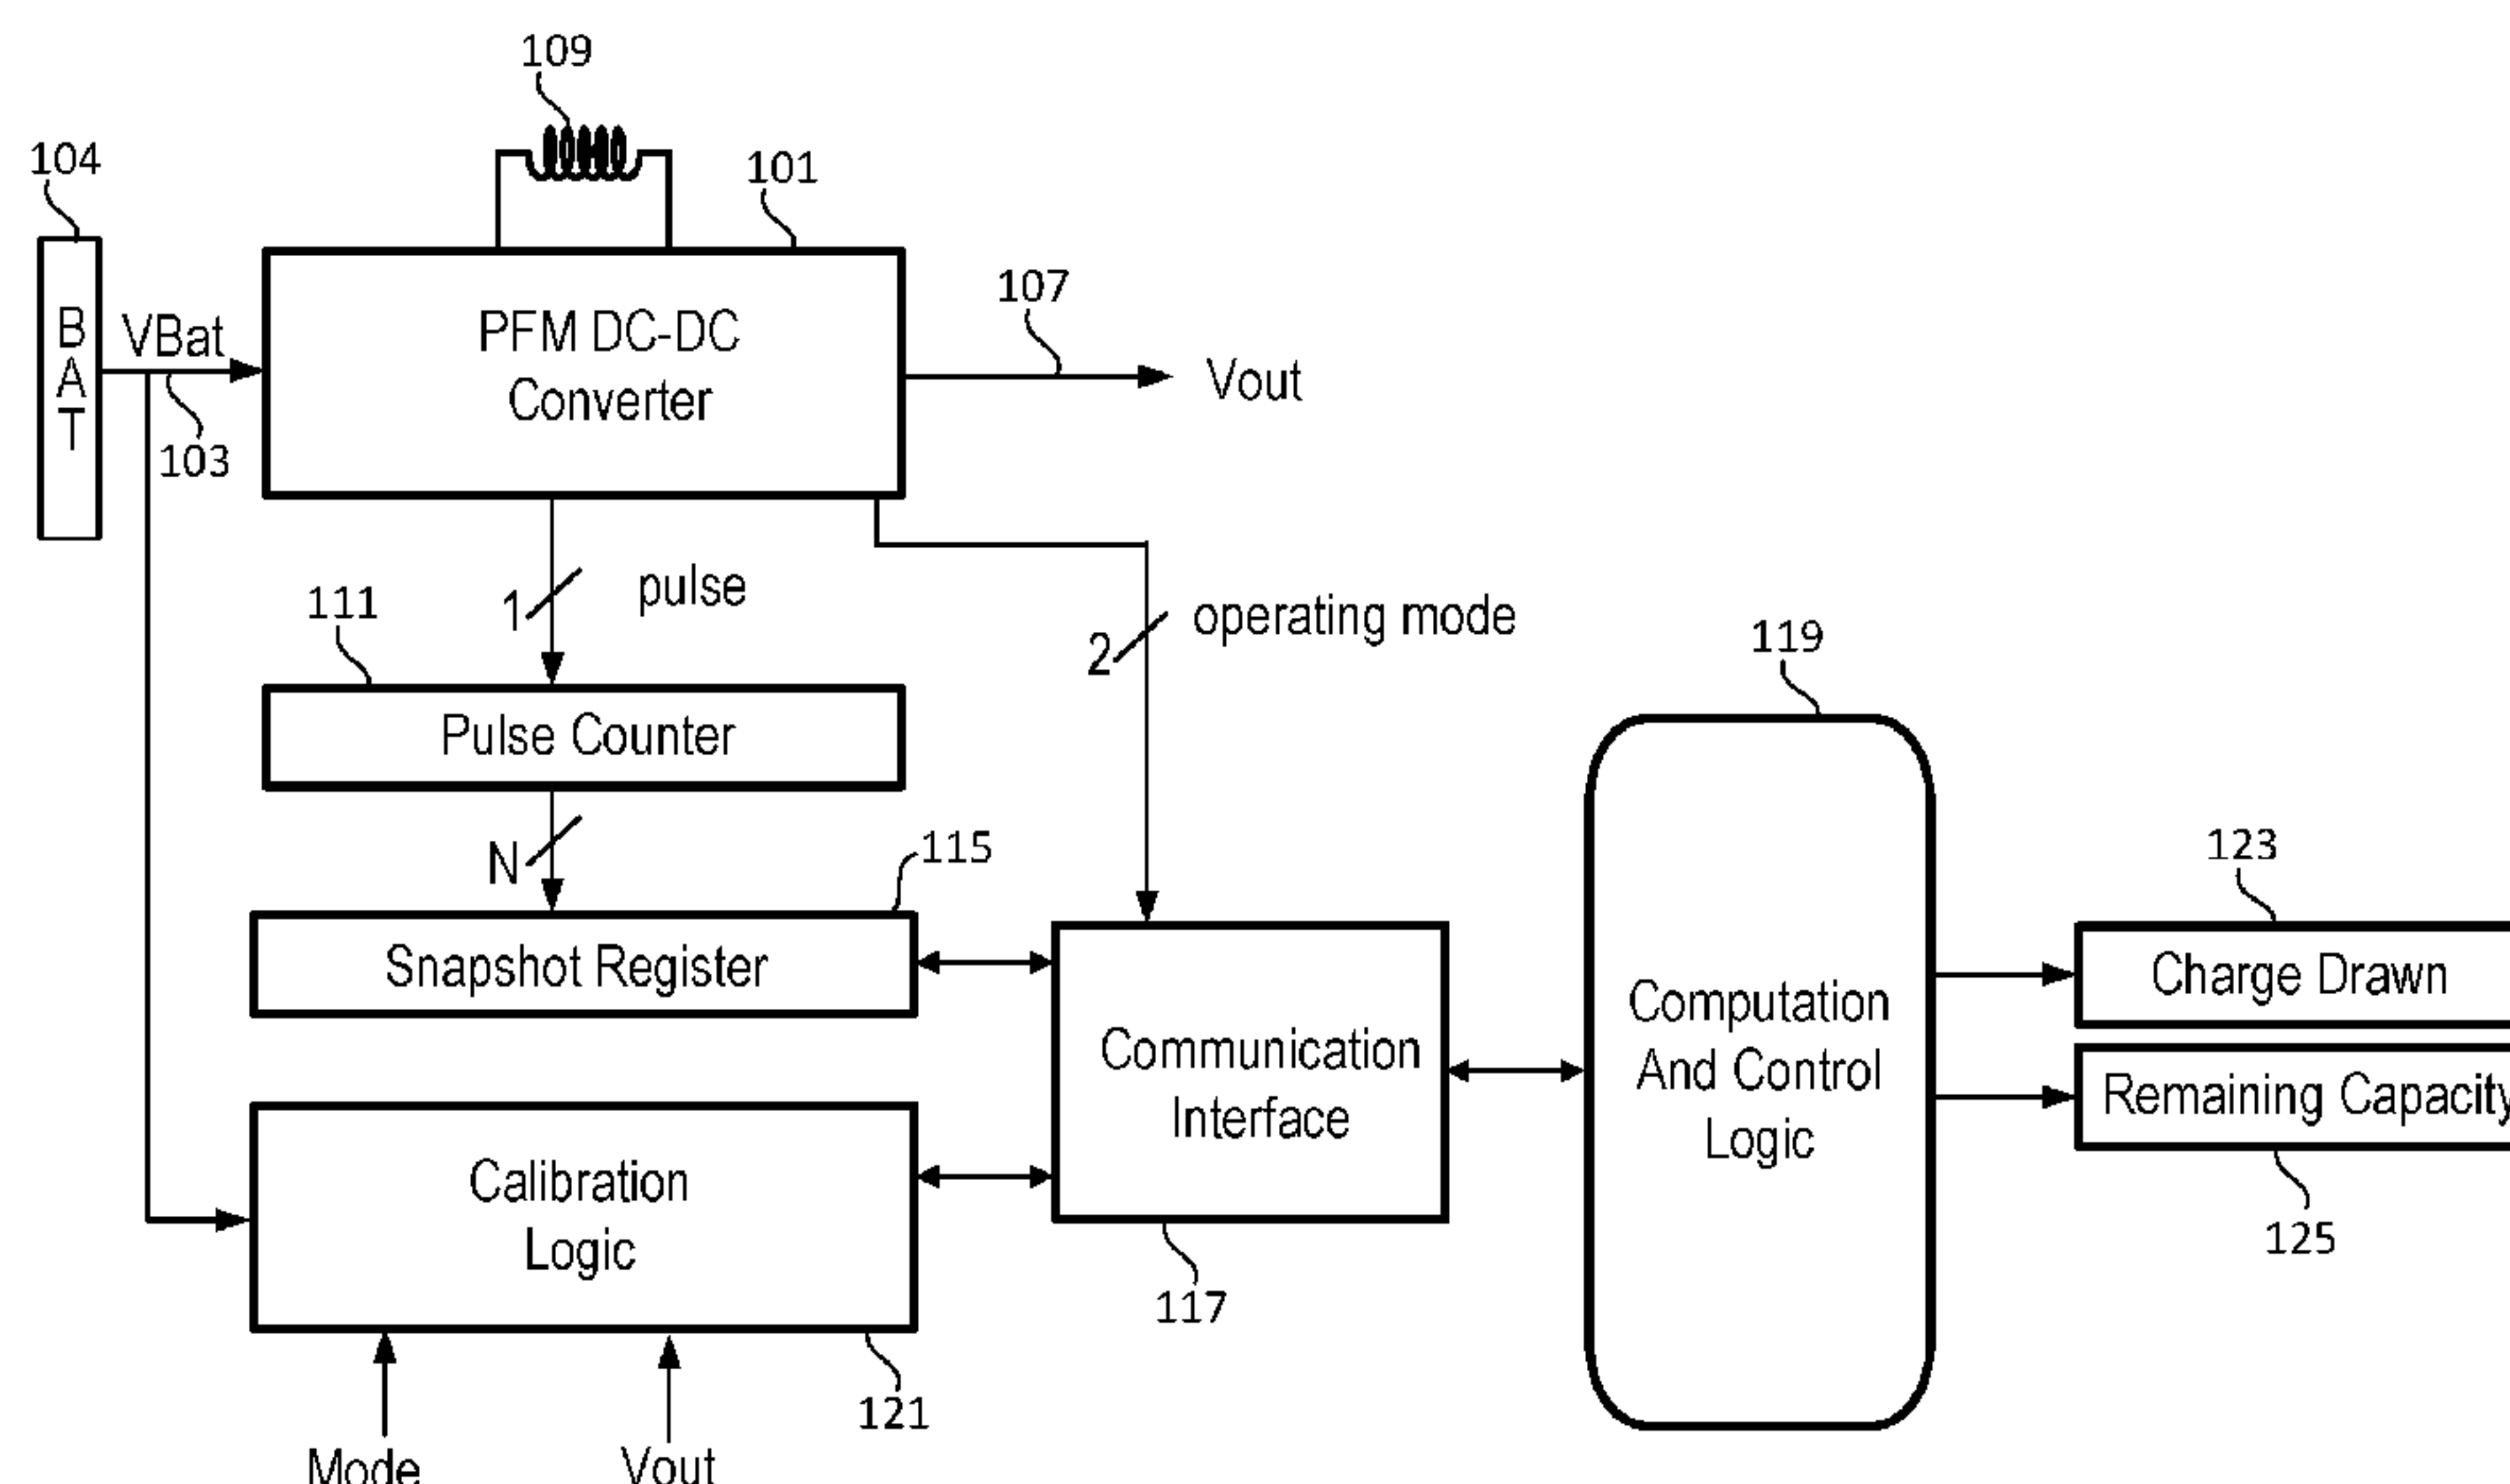 109
104
101
BAT
VBat
103
PFM DC-DC
Converter
107
Vout
1
pulse
2
operating mode
111
Pulse Counter
N
115
Snapshot Register
119
Computation
And Control
Logic
123
Charge Drawn
Remaining Capacity
125
Communication
Interface
117
Calibration
Logic
121
Mode
Vout